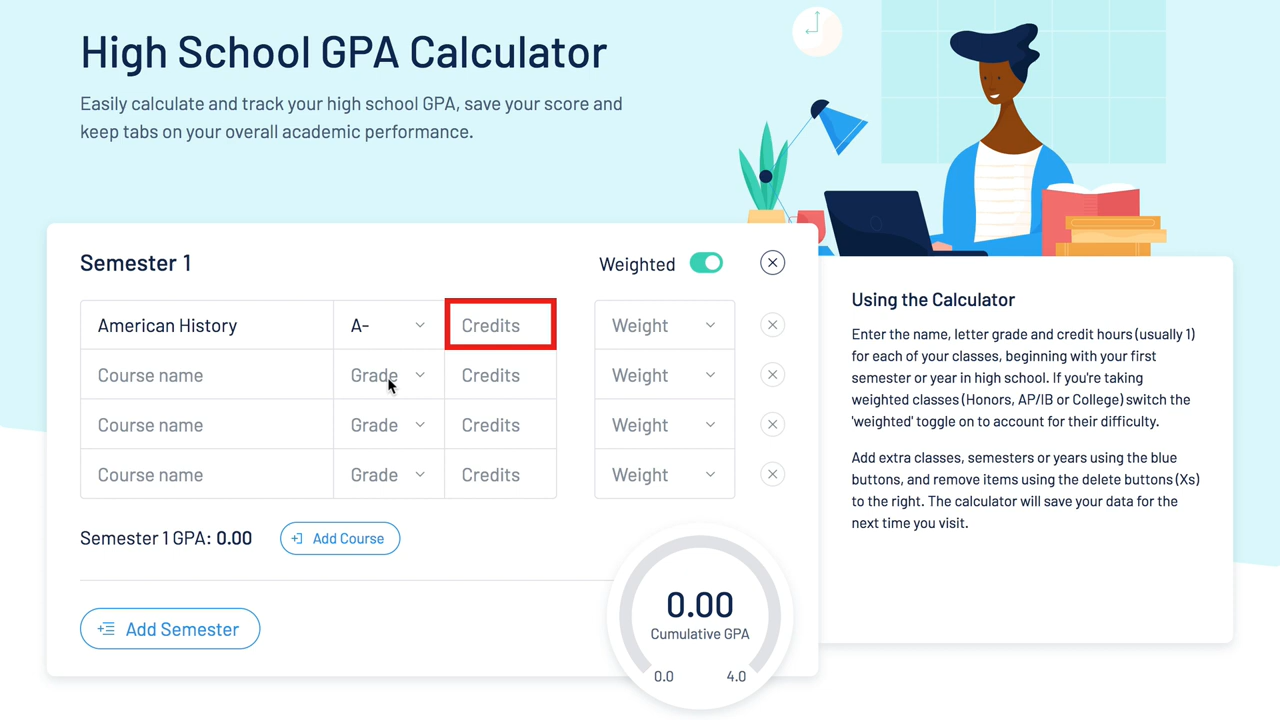 High School GPA Calculator
Easily calculate and track your high school GPA, save your score and
keep tabs on your overall academic performance.
Semester 1
Weighted
American History A- Credits Weight
Course name Grade Credits Weight
Course name Grade Credits Weight
Course name Grade Credits Weight
Semester 1 GPA: 0.00 Add Course
Add Semester
0.00
Cumulative GPA
0.0 4.0
Using the Calculator
Enter the name, letter grade and credit hours (usually 1)
for each of your classes, beginning with your first
semester or year in high school. If you're taking
weighted classes (Honors, AP/IB or College) switch the
'weighted' toggle on to account for their difficulty.
Add extra classes, semesters or years using the blue
buttons, and remove items using the delete buttons (Xs)
to the right. The calculator will save your data for the
next time you visit.